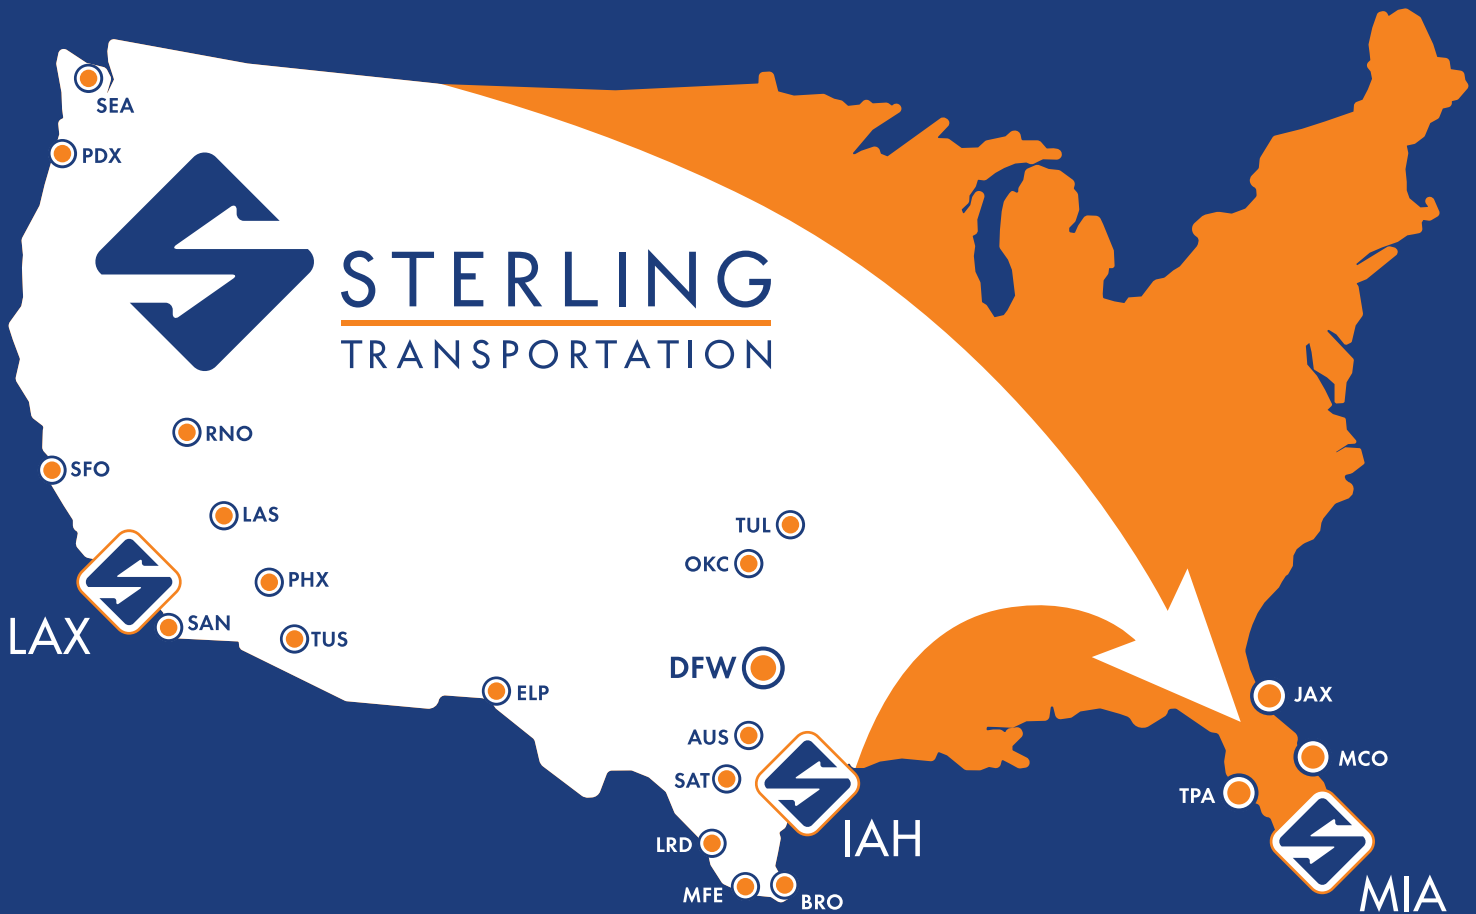 SEA
PDX
STERLING
TRANSPORTATION
RNO
SFO
LAS
TUL
OKC
PHX
SAN
LAX
TUS
DFW
ELP
JAX
AUS
MCO
SAT
TPA
IAH
LRD
MFE
BRO
MIA